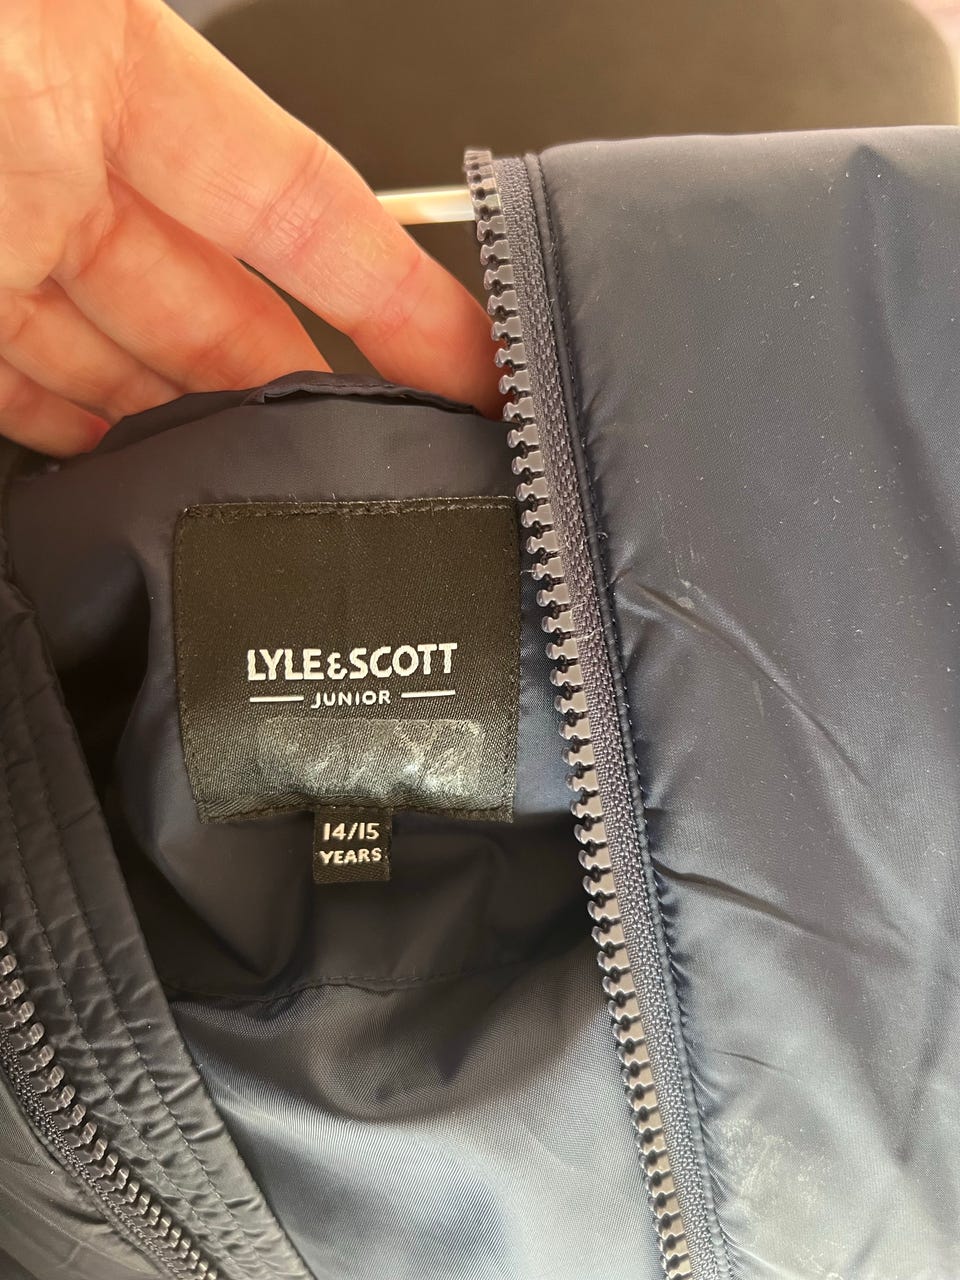 LYLE & SCOTT
JUNIOR
14/15
YEARS